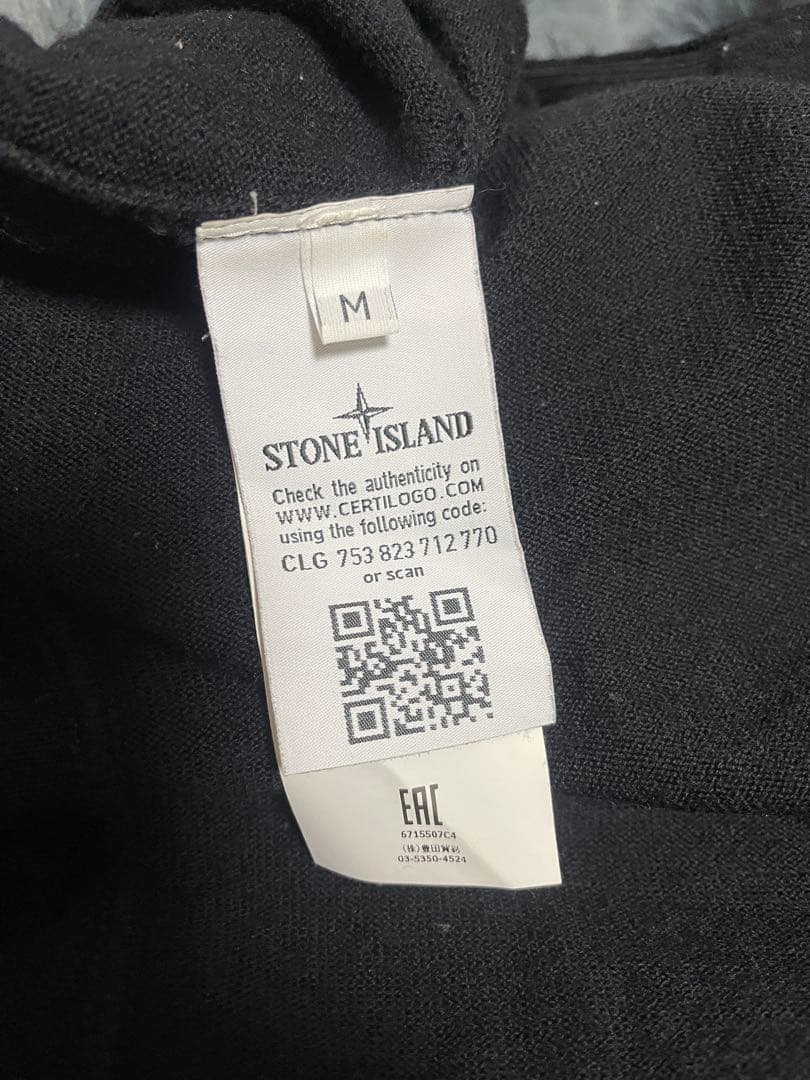 M
STONE ISLAND
Check the authenticity on
WWW.CERTILOGO.COM
using the following code:
CLG 753 823 712 770
or scan
EAC
6715507C4
(株)豊田貿易
03-5350-4524